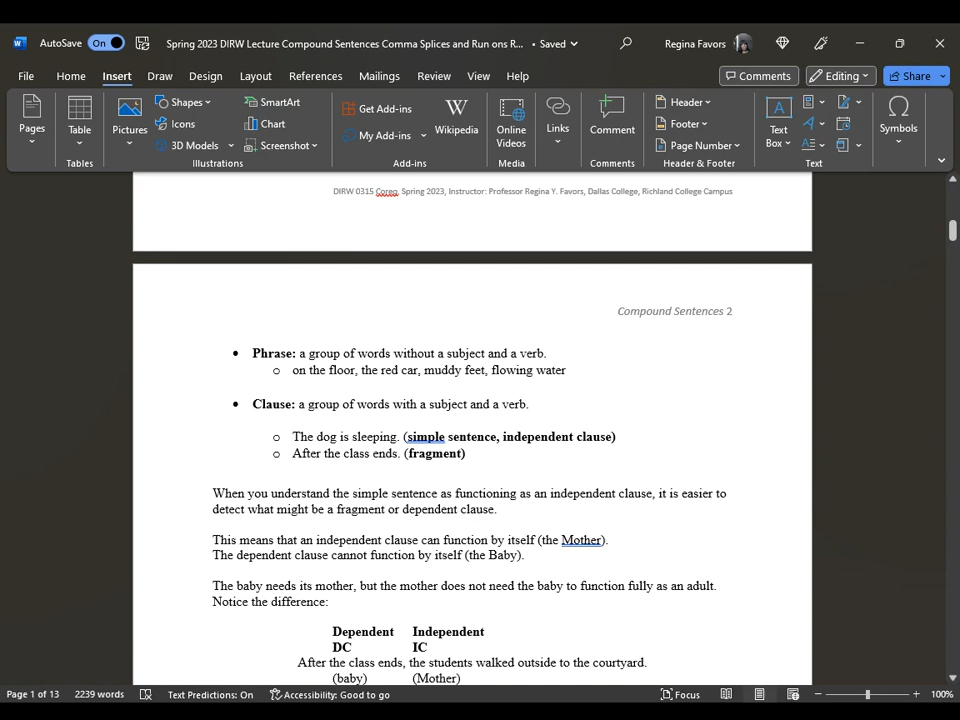 AutoSave On Spring 2023 DIRW Lecture Compound Sentences Comma Splices and Run ons R... • Saved Regina Favors
File Home Insert Draw Design Layout References Mailings Review View Help Comments Editing Share
Pages
Table
Pictures
Shapes
Icons
3D Models
SmartArt
Chart
Screenshot
Get Add-ins
My Add-ins
Wikipedia
Online Videos
Links
Comment
Header
Footer
Page Number
Text Box
Symbols
Tables Illustrations Add-ins Media Comments Header & Footer Text
DIRW 0315 Coreq, Spring 2023, Instructor: Professor Regina Y. Favors, Dallas College, Richland College Campus
Compound Sentences 2
• Phrase: a group of words without a subject and a verb.
o on the floor, the red car, muddy feet, flowing water
• Clause: a group of words with a subject and a verb.
o The dog is sleeping. (simple sentence, independent clause)
o After the class ends. (fragment)
When you understand the simple sentence as functioning as an independent clause, it is easier to
detect what might be a fragment or dependent clause.
This means that an independent clause can function by itself (the Mother).
The dependent clause cannot function by itself (the Baby).
The baby needs its mother, but the mother does not need the baby to function fully as an adult.
Notice the difference:
Dependent Independent
DC IC
After the class ends, the students walked outside to the courtyard.
(baby) (Mother)
Page 1 of 13 2239 words Text Predictions: On Accessibility: Good to go Focus 100%